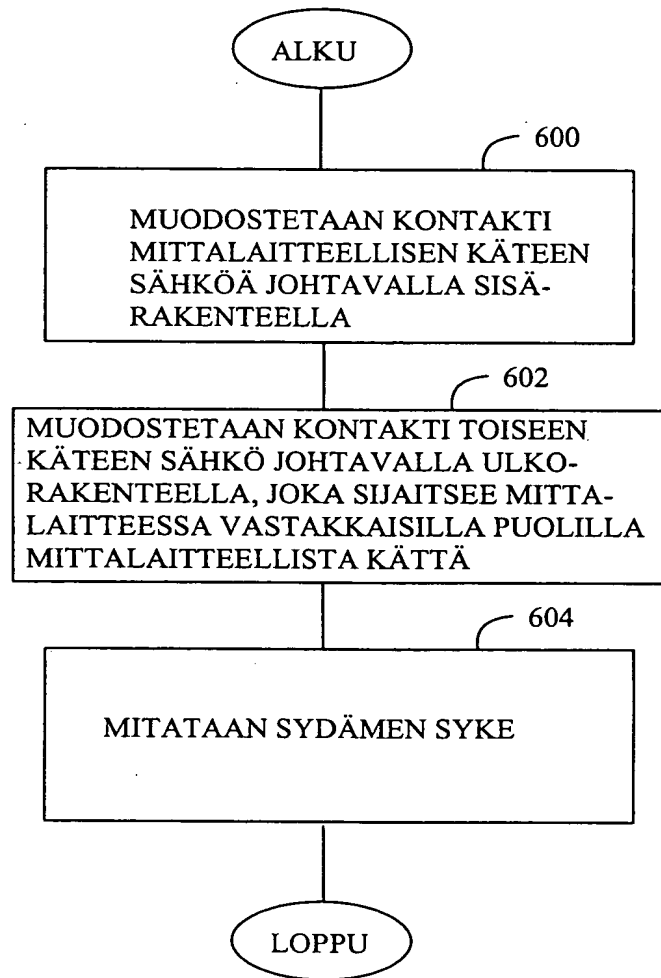 ALKU
600
MUODOSTETAAN KONTAKTI
MITTALAITTEELLISEN KÄTEEN
SÄHKÖÄ JOHTAVALLA SISÄ-
RAKENTEELLA
602
MUODOSTETAAN KONTAKTI TOISEEN
KÄTEEN SÄHKÖ JOHTAVALLA ULKO-
RAKENTEELLA, JOKA SIJAITSEE MITTA-
LAITTEESSA VASTAKKAISILLA PUOLILLA
MITTALAITTEELLISTA KÄTTÄ
604
MITATAAN SYDÄMEN SYKE
LOPPU